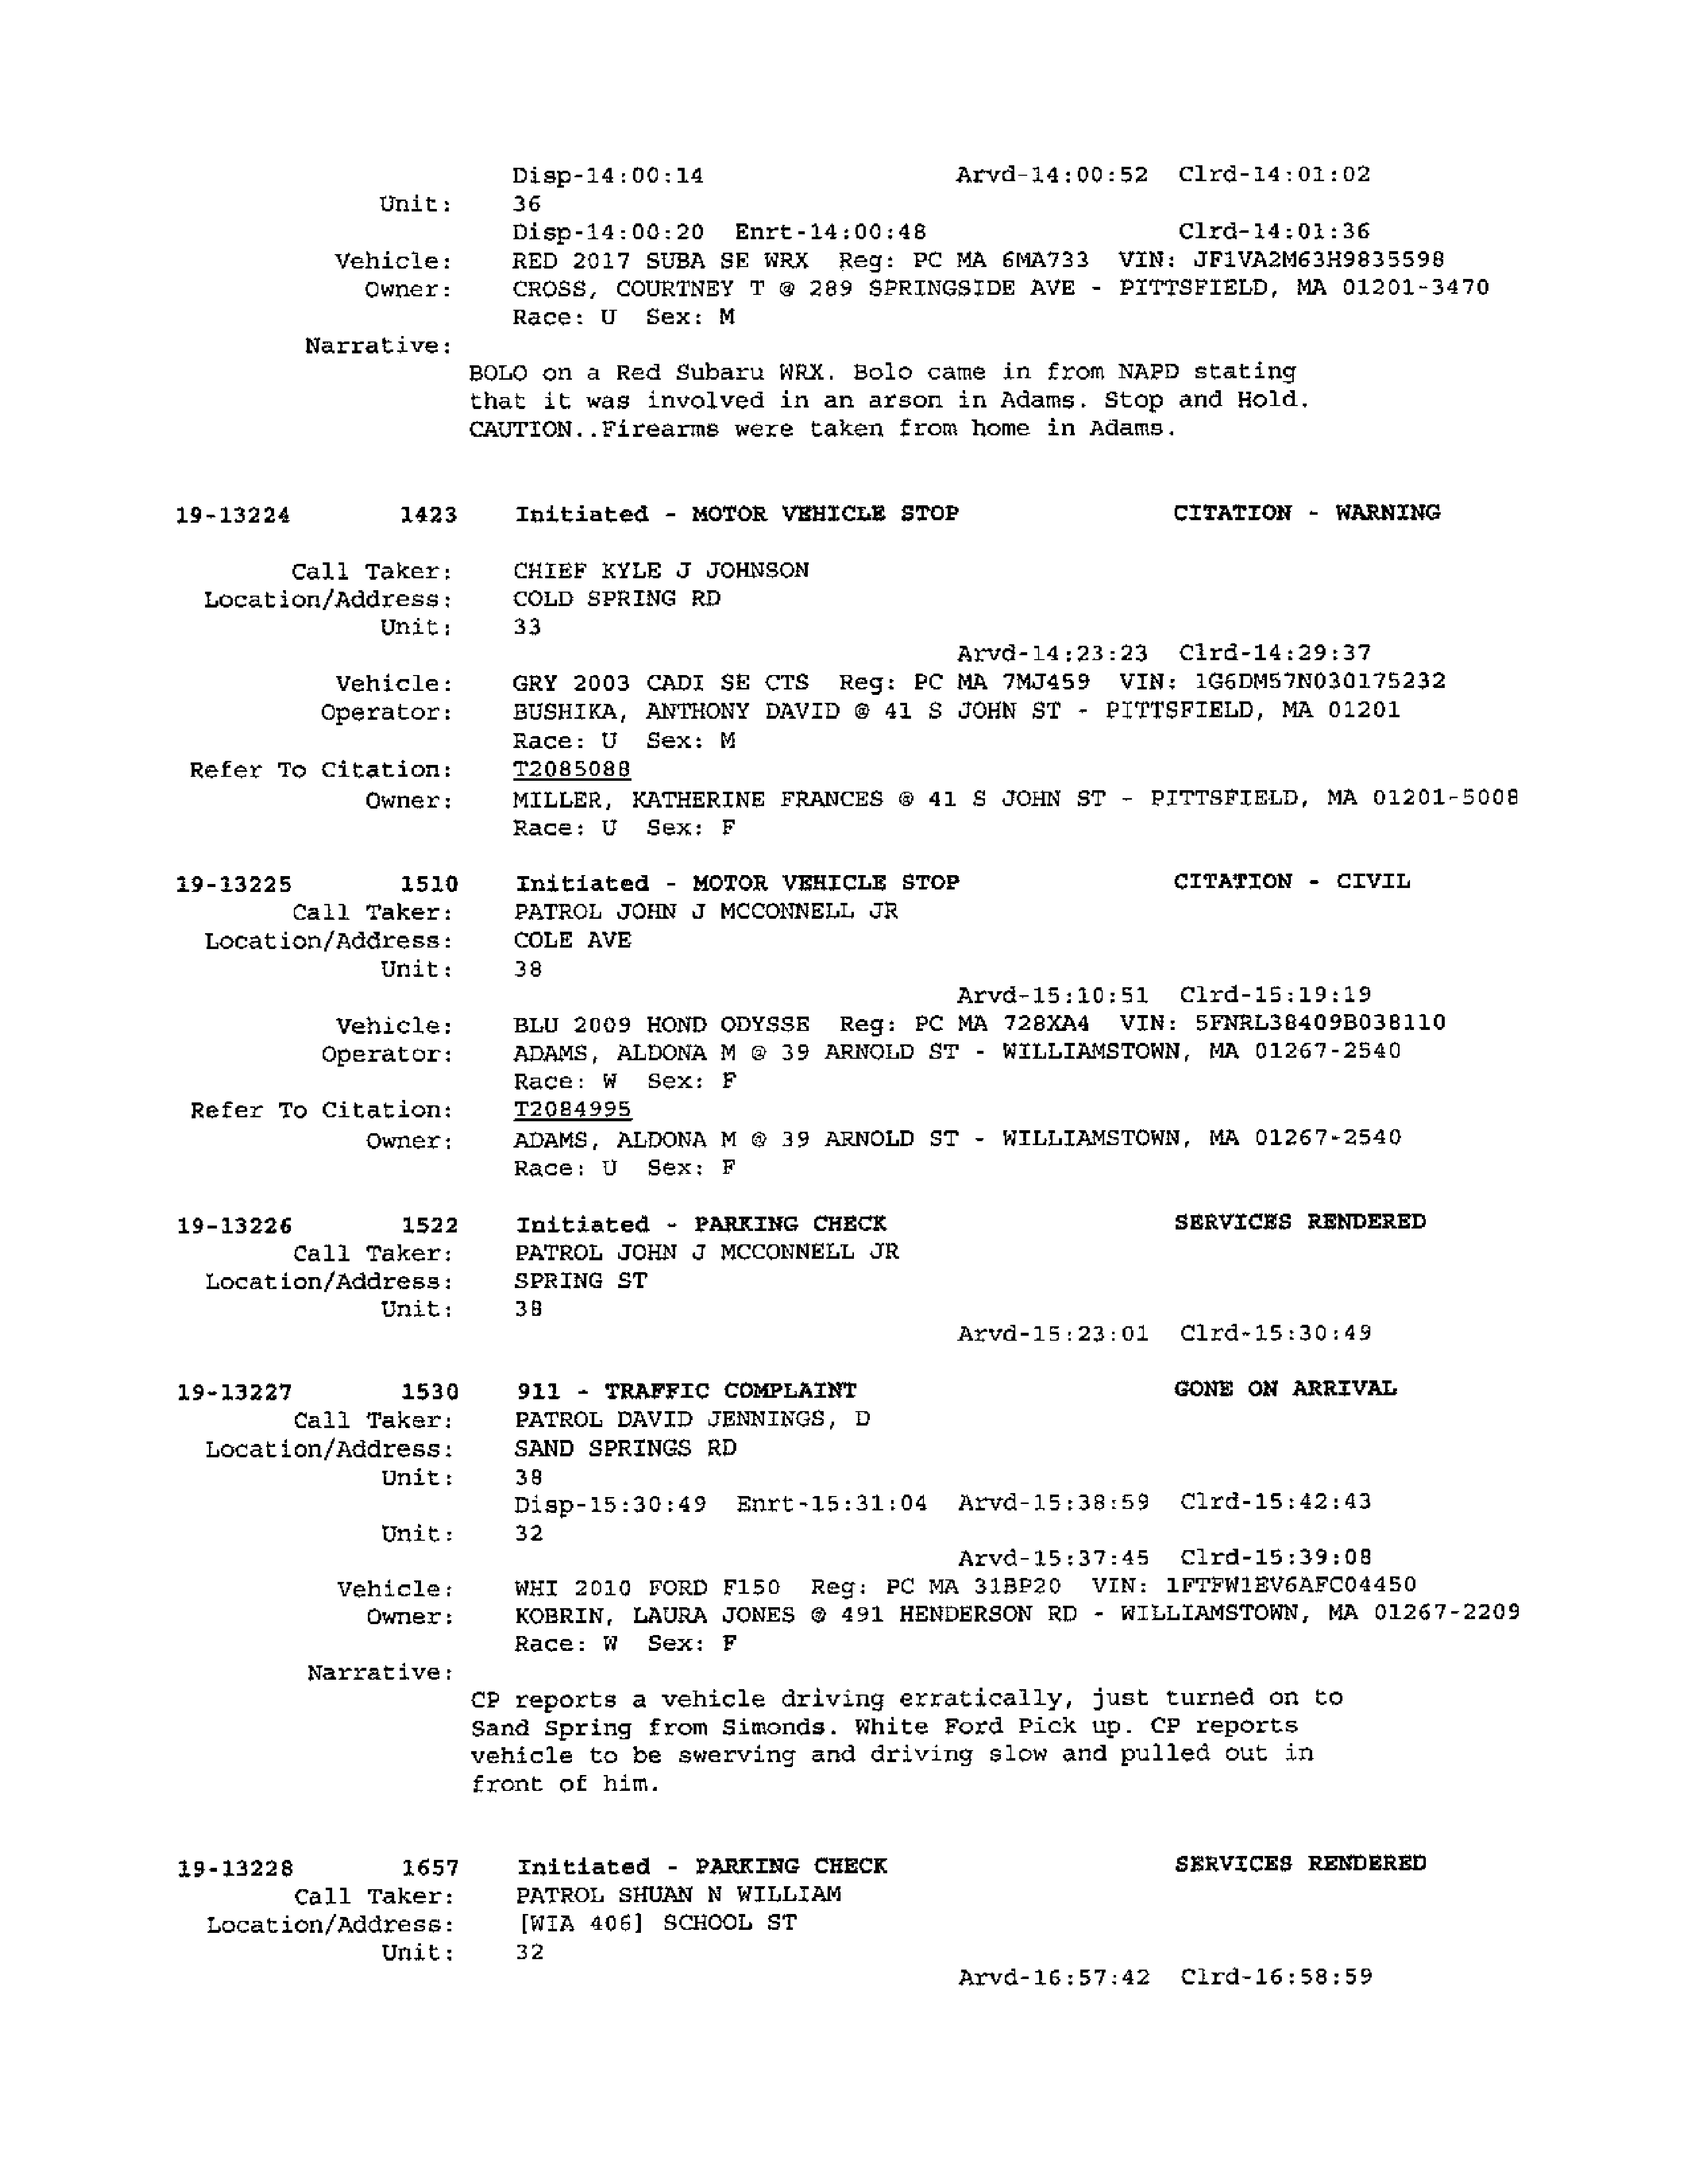 Disp-14:00:14 Arvd-14:00:52 Clrd-14:01:02
Unit: 36
Disp-14:00:20 Enrt-14:00:48 Clrd-14:01:36
Vehicle: RED 2017 SUBA SE WRX Reg: PC MA 6MA733 VIN: JF1VA2M63H9835598
Owner: CROSS, COURTNEY T @ 289 SPRINGSIDE AVE - PITTSFIELD, MA 01201-3470
Race: U Sex: M
Narrative:
BOLO on a Red Subaru WRX. Bolo came in from NAPD stating
that it was involved in an arson in Adams. Stop and Hold.
CAUTION..Firearms were taken from home in Adams.
19-13224 1423 Initiated - MOTOR VEHICLE STOP CITATION - WARNING
Call Taker: CHIEF KYLE J JOHNSON
Location/Address: COLD SPRING RD
Unit: 33
Arvd-14:23:23 Clrd-14:29:37
Vehicle: GRY 2003 CADI SE CTS Reg: PC MA 7MJ459 VIN: 1G6DM57N030175232
Operator: BUSHIKA, ANTHONY DAVID @ 41 S JOHN ST - PITTSFIELD, MA 01201
Race: U Sex: M
Refer To Citation: T2085088
Owner: MILLER, KATHERINE FRANCES @ 41 S JOHN ST - PITTSFIELD, MA 01201-5008
Race: U Sex: F
19-13225 1510 Initiated - MOTOR VEHICLE STOP CITATION - CIVIL
Call Taker: PATROL JOHN J MCCONNELL JR
Location/Address: COLE AVE
Unit: 38
Arvd-15:10:51 Clrd-15:19:19
Vehicle: BLU 2009 HOND ODYSSE Reg: PC MA 728XA4 VIN: 5FNRL38409B038110
Operator: ADAMS, ALDONA M @ 39 ARNOLD ST - WILLIAMSTOWN, MA 01267-2540
Race: W Sex: F
Refer To Citation: T2084995
Owner: ADAMS, ALDONA M @ 39 ARNOLD ST - WILLIAMSTOWN, MA 01267-2540
Race: U Sex: F
19-13226 1522 Initiated - PARKING CHECK SERVICES RENDERED
Call Taker: PATROL JOHN J MCCONNELL JR
Location/Address: SPRING ST
Unit: 38
Arvd-15:23:01 Clrd-15:30:49
19-13227 1530 911 - TRAFFIC COMPLAINT GONE ON ARRIVAL
Call Taker: PATROL DAVID JENNINGS, D
Location/Address: SAND SPRINGS RD
Unit: 38
Disp-15:30:49 Enrt-15:31:04 Arvd-15:38:59 Clrd-15:42:43
Unit: 32
Arvd-15:37:45 Clrd-15:39:08
Vehicle: WHI 2010 FORD F150 Reg: PC MA 31BP20 VIN: 1FTFW1EV6AFC04450
Owner: KOBRIN, LAURA JONES @ 491 HENDERSON RD - WILLIAMSTOWN, MA 01267-2209
Race: W Sex: F
Narrative:
CP reports a vehicle driving erratically, just turned on to
Sand Spring from Simonds. White Ford Pick up. CP reports
vehicle to be swerving and driving slow and pulled out in
front of him.
19-13228 1657 Initiated - PARKING CHECK SERVICES RENDERED
Call Taker: PATROL SHUAN N WILLIAM
Location/Address: [WIA 406] SCHOOL ST
Unit: 32
Arvd-16:57:42 Clrd-16:58:59